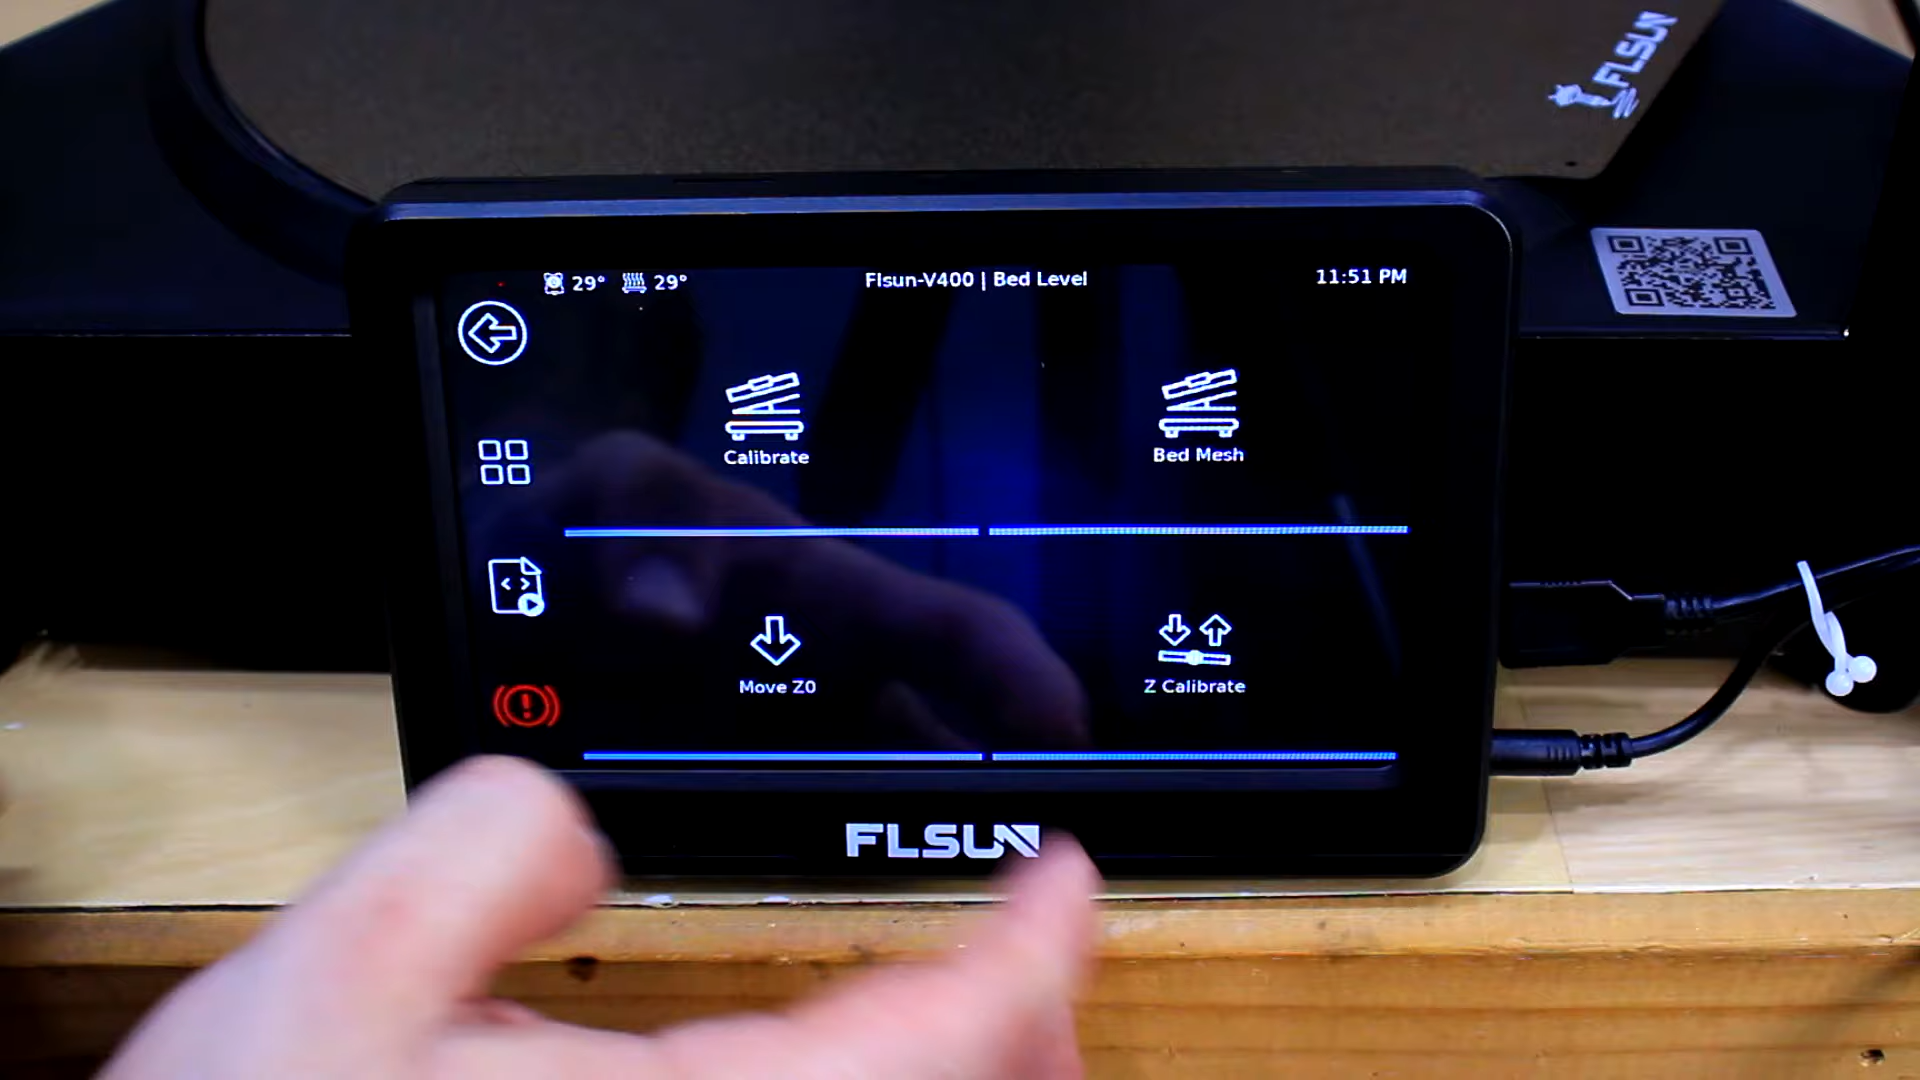 FLSUN
29° 29° Flsun-V400 | Bed Level 11:51 PM
Calibrate Bed Mesh
Move Z0 Z Calibrate
FLSUN